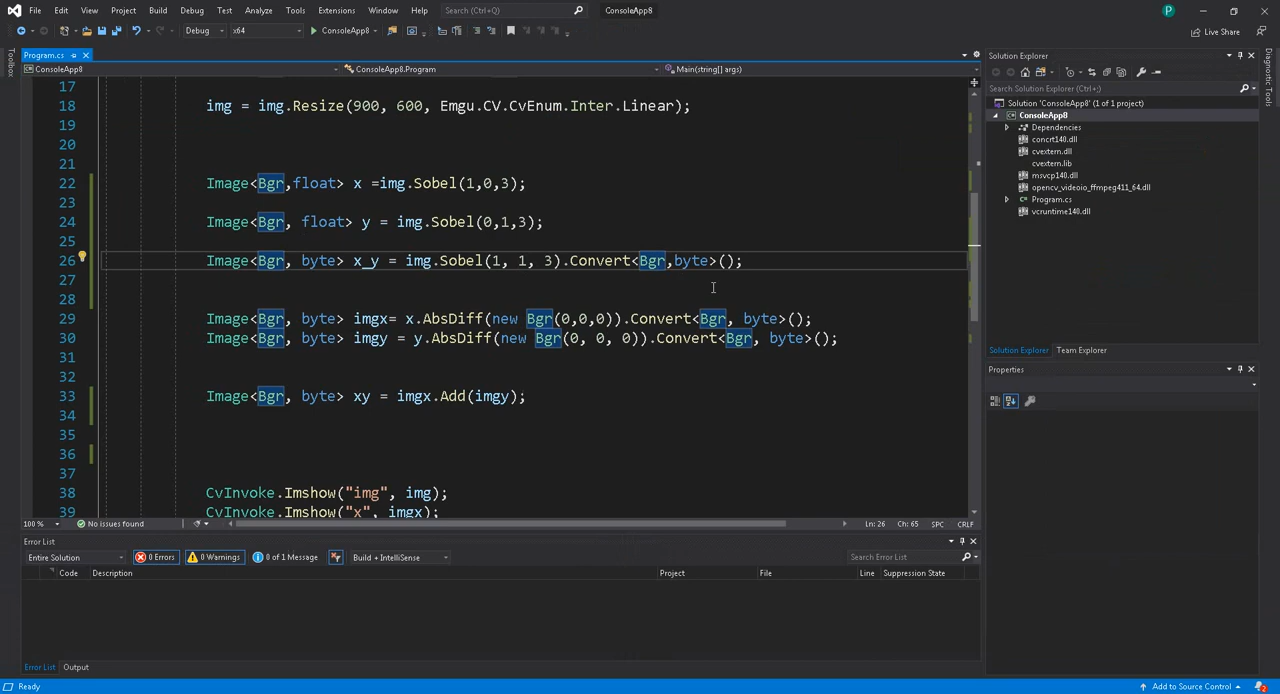 File Edit View Project Build Debug Test Analyze Tools Extensions Window Help Search (Ctrl+Q) ConsoleApp8 P
Debug x64 ConsoleApp8 Live Share
Toolbox
Program.cs
ConsoleApp8 ConsoleApp8.Program Main(string[] args)
17
18 img = img.Resize(900, 600, Emgu.CV.CvEnum.Inter.Linear);
19
20
21
22 Image<Bgr,float> x =img.Sobel(1,0,3);
23
24 Image<Bgr, float> y = img.Sobel(0,1,3);
25
26 Image<Bgr, byte> x_y = img.Sobel(1, 1, 3).Convert<Bgr,byte>();
27
28
29 Image<Bgr, byte> imgx= x.AbsDiff(new Bgr(0,0,0)).Convert<Bgr, byte>();
30 Image<Bgr, byte> imgy = y.AbsDiff(new Bgr(0, 0, 0)).Convert<Bgr, byte>();
31
32
33 Image<Bgr, byte> xy = imgx.Add(imgy);
34
35
36
37
38 CvInvoke.Imshow("img", img);
39 CvInvoke.Imshow("x", imgx);
100 % No issues found Ln: 26 Ch: 65 SPC CRLF
Error List
Entire Solution 0 Errors 0 Warnings 0 of 1 Message Build + IntelliSense Search Error List
Code Description Project File Line Suppression State
Error List Output
Solution Explorer
Search Solution Explorer (Ctrl+;)
Solution 'ConsoleApp8' (1 of 1 project)
ConsoleApp8
Dependencies
concrt140.dll
cvextern.dll
cvextern.lib
msvcp140.dll
opencv_videoio_ffmpeg411_64.dll
Program.cs
vcruntime140.dll
Solution Explorer Team Explorer
Properties
Diagnostic Tools
Ready Add to Source Control 2